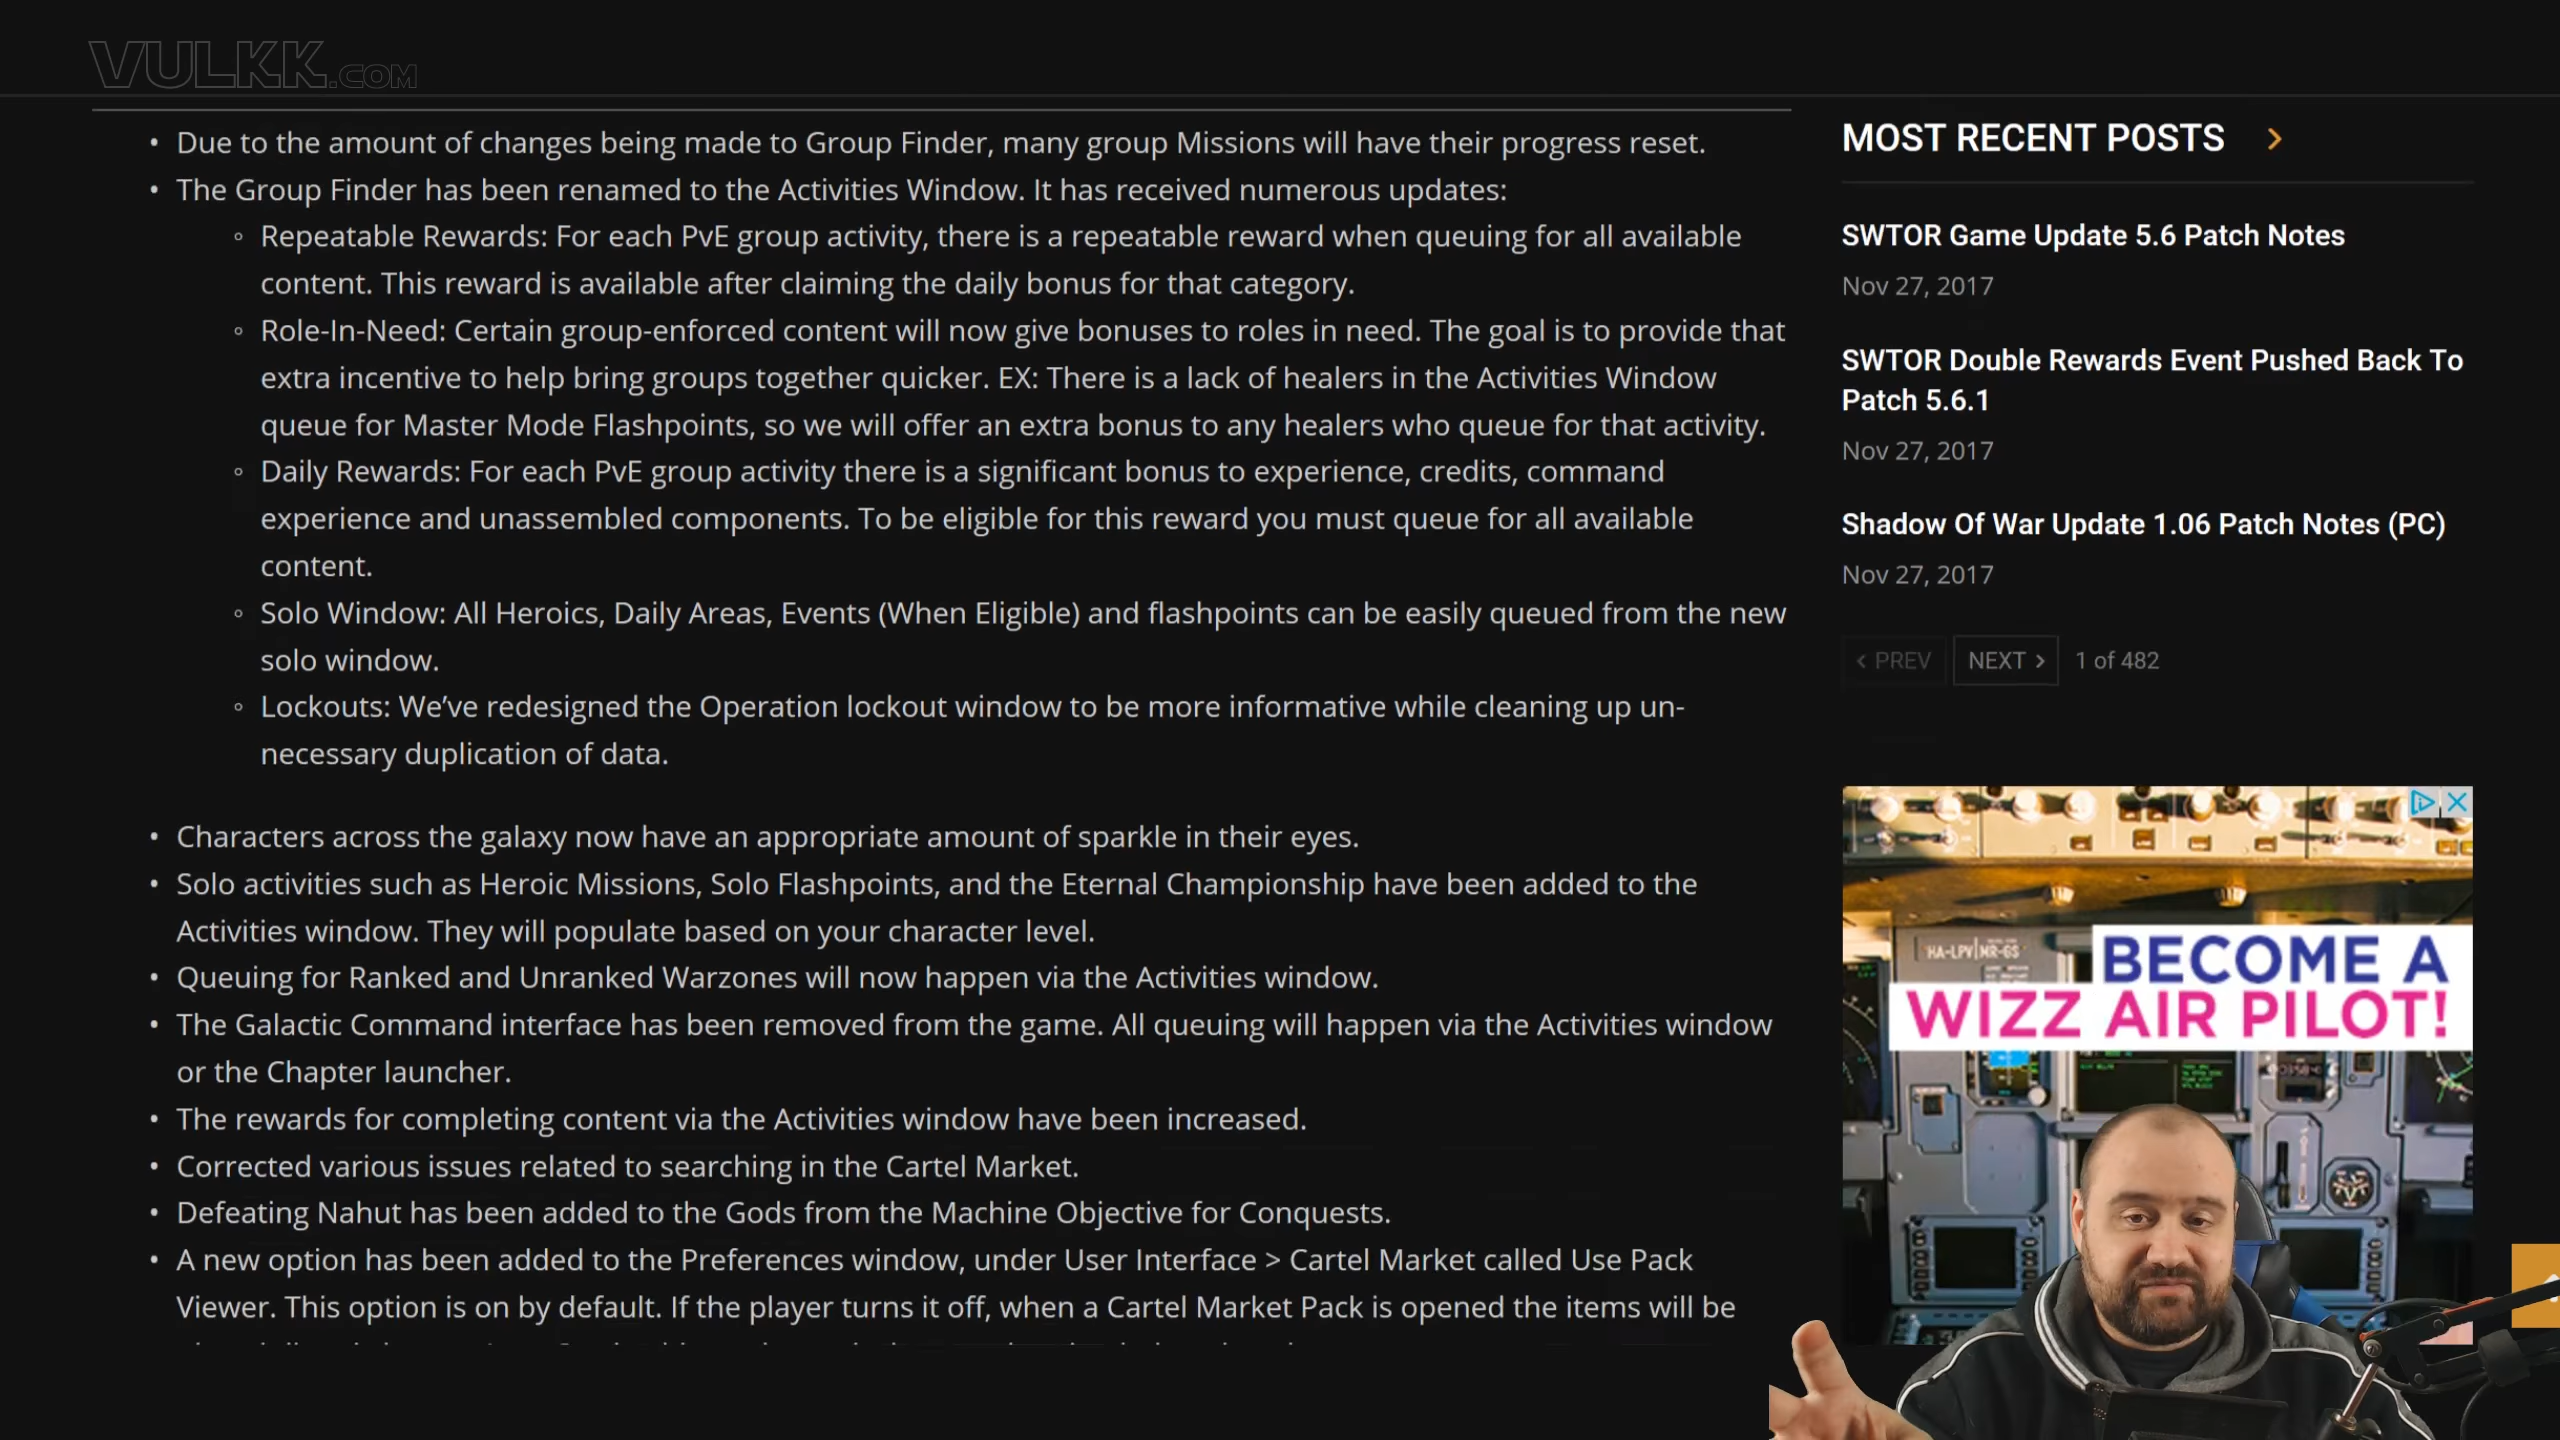 VULKK.COM
• Due to the amount of changes being made to Group Finder, many group Missions will have their progress reset.
• The Group Finder has been renamed to the Activities Window. It has received numerous updates:
◦ Repeatable Rewards: For each PvE group activity, there is a repeatable reward when queuing for all available
content. This reward is available after claiming the daily bonus for that category.
◦ Role-In-Need: Certain group-enforced content will now give bonuses to roles in need. The goal is to provide that
extra incentive to help bring groups together quicker. EX: There is a lack of healers in the Activities Window
queue for Master Mode Flashpoints, so we will offer an extra bonus to any healers who queue for that activity.
◦ Daily Rewards: For each PvE group activity there is a significant bonus to experience, credits, command
experience and unassembled components. To be eligible for this reward you must queue for all available
content.
◦ Solo Window: All Heroics, Daily Areas, Events (When Eligible) and flashpoints can be easily queued from the new
solo window.
◦ Lockouts: We’ve redesigned the Operation lockout window to be more informative while cleaning up un-
necessary duplication of data.
• Characters across the galaxy now have an appropriate amount of sparkle in their eyes.
• Solo activities such as Heroic Missions, Solo Flashpoints, and the Eternal Championship have been added to the
Activities window. They will populate based on your character level.
• Queuing for Ranked and Unranked Warzones will now happen via the Activities window.
• The Galactic Command interface has been removed from the game. All queuing will happen via the Activities window
or the Chapter launcher.
• The rewards for completing content via the Activities window have been increased.
• Corrected various issues related to searching in the Cartel Market.
• Defeating Nahut has been added to the Gods from the Machine Objective for Conquests.
• A new option has been added to the Preferences window, under User Interface > Cartel Market called Use Pack
Viewer. This option is on by default. If the player turns it off, when a Cartel Market Pack is opened the items will be
MOST RECENT POSTS >
SWTOR Game Update 5.6 Patch Notes
Nov 27, 2017
SWTOR Double Rewards Event Pushed Back To
Patch 5.6.1
Nov 27, 2017
Shadow Of War Update 1.06 Patch Notes (PC)
Nov 27, 2017
< PREV NEXT > 1 of 482
HA-LPV
BECOME A
WIZZ AIR PILOT!